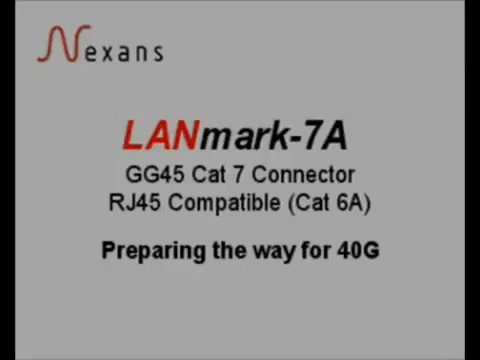 Nexans
LANmark-7A
GG45 Cat 7 Connector
RJ45 Compatible (Cat 6A)
Preparing the way for 40G